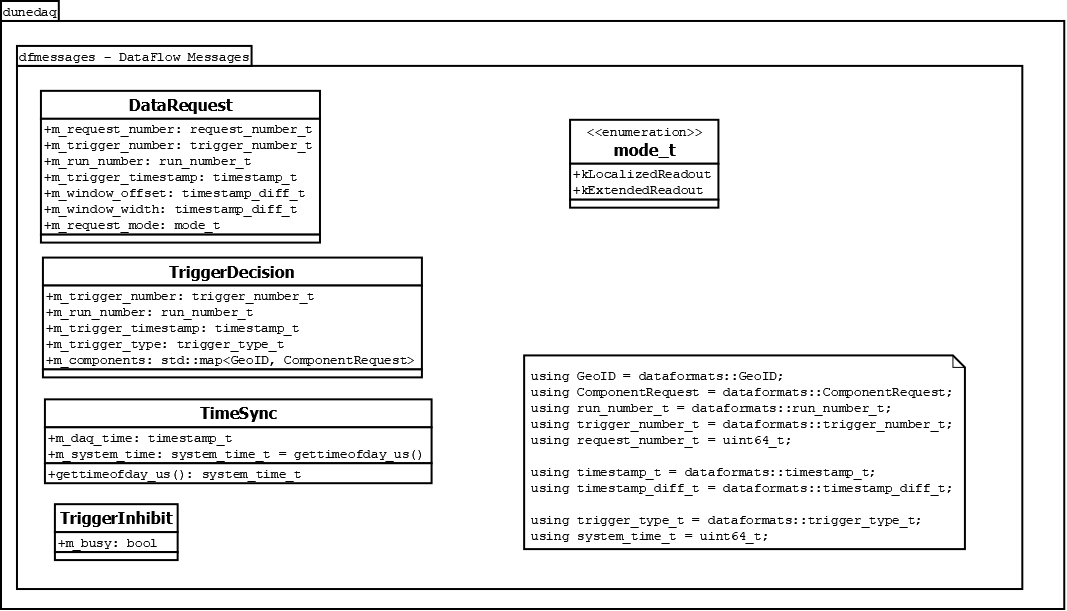 dunedaq
dfmessages - DataFlow Messages
DataRequest
+m_request_number: request_number_t
+m_trigger_number: trigger_number_t
+m_run_number: run_number_t
+m_trigger_timestamp: timestamp_t
+m_window_offset: timestamp_diff_t
+m_window_width: timestamp_diff_t
+m_request_mode: mode_t
<<enumeration>>
mode_t
+kLocalizedReadout
+kExtendedReadout
TriggerDecision
+m_trigger_number: trigger_number_t
+m_run_number: run_number_t
+m_trigger_timestamp: timestamp_t
+m_trigger_type: trigger_type_t
+m_components: std::map<GeoID, ComponentRequest>
TimeSync
+m_daq_time: timestamp_t
+m_system_time: system_time_t = gettimeofday_us()
+gettimeofday_us(): system_time_t
TriggerInhibit
+m_busy: bool
using GeoID = dataformats::GeoID;
using ComponentRequest = dataformats::ComponentRequest;
using run_number_t = dataformats::run_number_t;
using trigger_number_t = dataformats::trigger_number_t;
using request_number_t = uint64_t;
using timestamp_t = dataformats::timestamp_t;
using timestamp_diff_t = dataformats::timestamp_diff_t;
using trigger_type_t = dataformats::trigger_type_t;
using system_time_t = uint64_t;